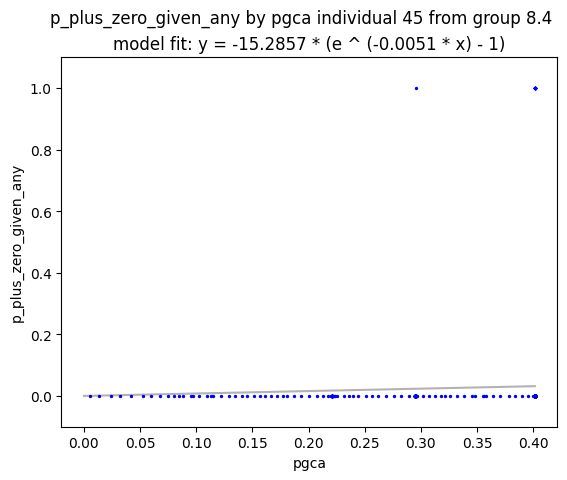 p_plus_zero_given_any by pgca individual 45 from group 8.4
model fit: y = -15.2857 * (e ^ (-0.0051 * x) - 1)
1.0
0.8
0.6
0.4
0.2
0.0
p_plus_zero_given_any
0.00 0.05 0.10 0.15 0.20 0.25 0.30 0.35 0.40
pgca